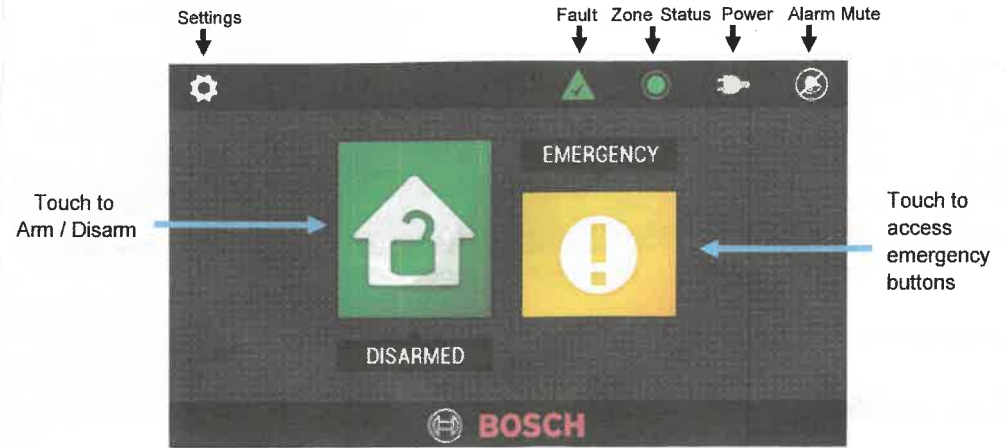 Settings
Fault Zone Status Power Alarm Mute
EMERGENCY
Touch to
Arm / Disarm
Touch to
access
emergency
buttons
DISARMED
BOSCH